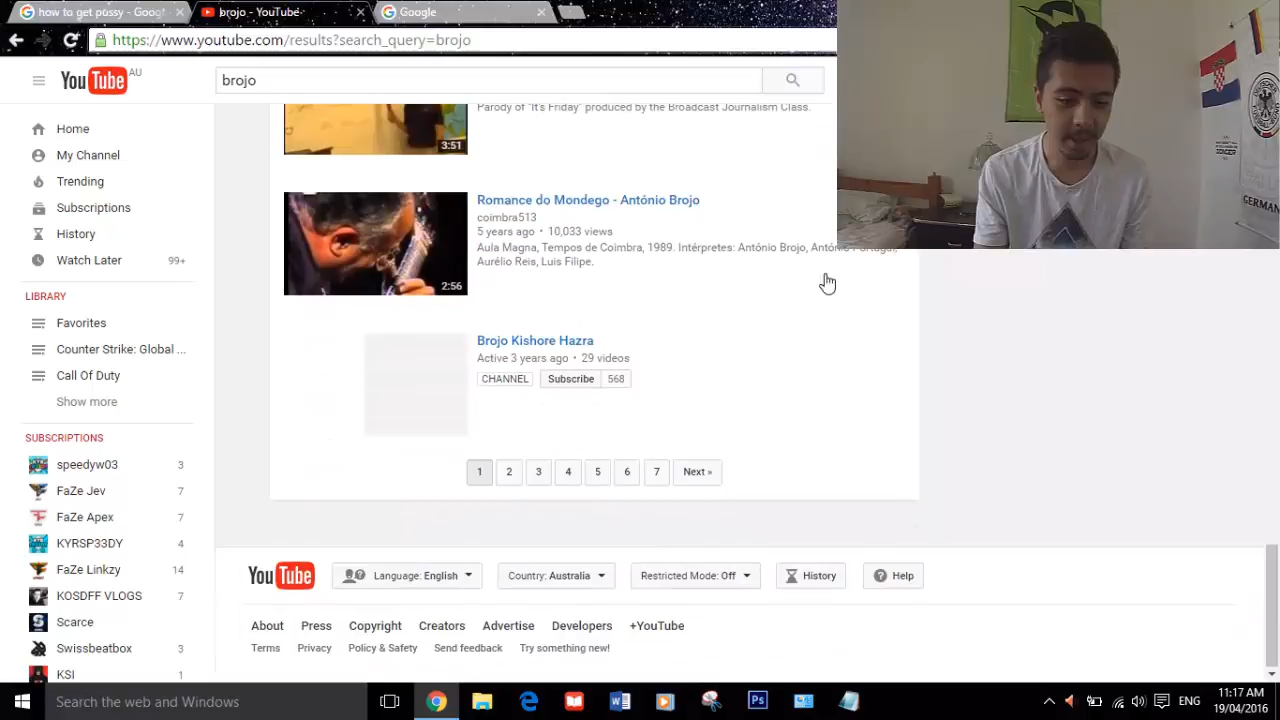 how to get pussy - Googl
brojo - YouTube
Google
https://www.youtube.com/results?search_query=brojo
YouTube AU
brojo
Parody of "It's Friday" produced by the Broadcast Journalism Class.
3:51
Home
My Channel
Trending
Subscriptions
History
Watch Later 99+
LIBRARY
Favorites
Counter Strike: Global ...
Call Of Duty
Show more
SUBSCRIPTIONS
speedyw03 3
FaZe Jev 7
FaZe Apex 7
KYRSP33DY 4
FaZe Linkzy 14
KOSDFF VLOGS 7
Scarce
Swissbeatbox 3
KSI 1
Romance do Mondego - António Brojo
coimbra513
5 years ago • 10,033 views
Aula Magna, Tempos de Coimbra, 1989. Intérpretes: António Brojo, António Portugal,
Aurélio Reis, Luis Filipe.
2:56
Brojo Kishore Hazra
Active 3 years ago • 29 videos
CHANNEL Subscribe 568
1 2 3 4 5 6 7 Next »
YouTube Language: English Country: Australia Restricted Mode: Off History Help
About Press Copyright Creators Advertise Developers +YouTube
Terms Privacy Policy & Safety Send feedback Try something new!
SOCCER
GERMAN
Search the web and Windows
ENG
11:17 AM
19/04/2016